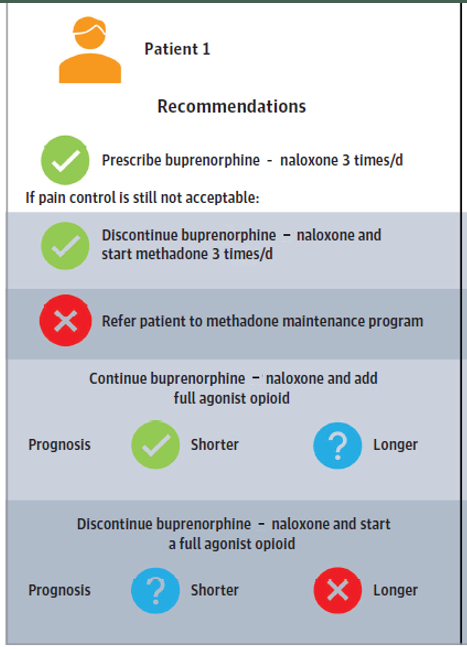 Patient 1
Recommendations
Prescribe buprenorphine - naloxone 3 times/d
If pain control is still not acceptable:
Discontinue buprenorphine – naloxone and
start methadone 3 times/d
Refer patient to methadone maintenance program
Continue buprenorphine – naloxone and add
full agonist opioid
Prognosis Shorter ? Longer
Discontinue buprenorphine – naloxone and start
a full agonist opioid
Prognosis ? Shorter Longer